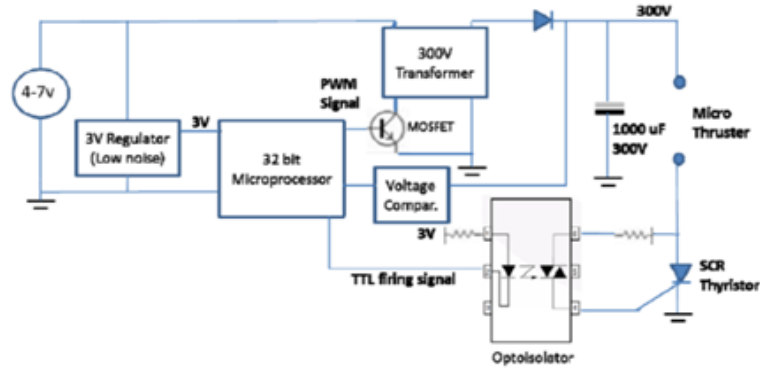 300V
300V
Transformer
4-7v
PWM
Signal
MOSFET
Micro
Thruster
3V Regulator
(Low noise)
3V
32 bit
Microprocessor
1000 uF
300V
Voltage
Compar.
3V
TTL firing signal
SCR
Thyristor
Optoisolator